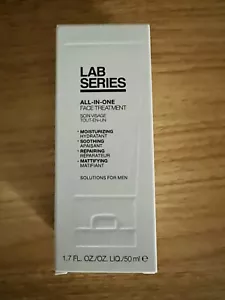 LAB
SERIES
ALL-IN-ONE
FACE TREATMENT
SOIN VISAGE
TOUT-EN-UN
• MOISTURIZING
HYDRATANT
• SOOTHING
APAISANT
• REPAIRING
RÉPARATEUR
• MATTIFYING
MATIFIANT
SOLUTIONS FOR MEN
1.7 FL. OZ./OZ. LIQ./50 ml ℮